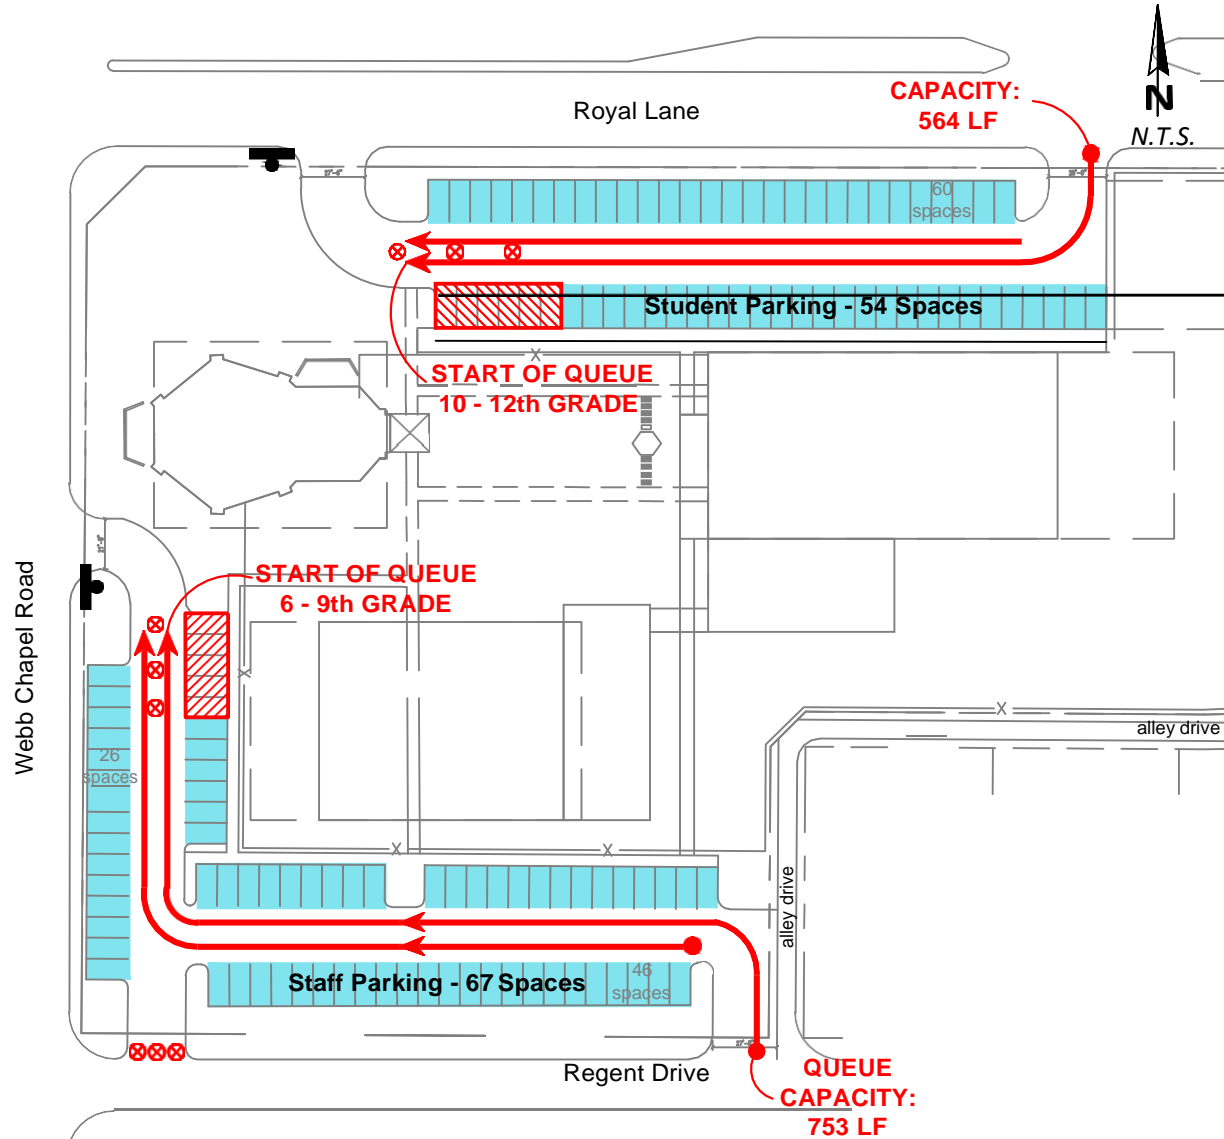 CAPACITY:
564 LF
Royal Lane
N
N.T.S.
60
spaces
Student Parking - 54 Spaces
START OF QUEUE
10 - 12th GRADE
START OF QUEUE
6 - 9th GRADE
Webb Chapel Road
26
spaces
alley drive
alley drive
Staff Parking - 67 Spaces
46
spaces
Regent Drive
QUEUE
CAPACITY:
753 LF